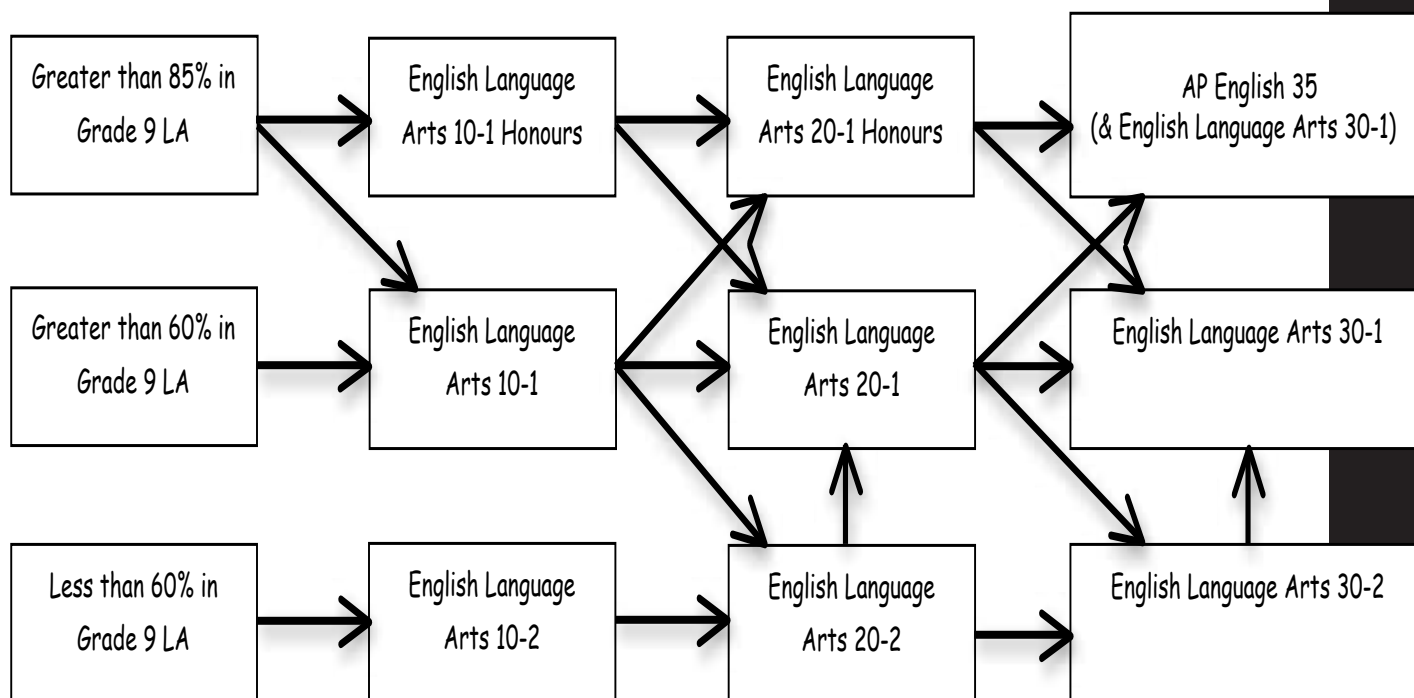 Greater than 85% in
Grade 9 LA
English Language
Arts 10-1 Honours
English Language
Arts 20-1 Honours
AP English 35
(& English Language Arts 30-1)
Greater than 60% in
Grade 9 LA
English Language
Arts 10-1
English Language
Arts 20-1
English Language Arts 30-1
Less than 60% in
Grade 9 LA
English Language
Arts 10-2
English Language
Arts 20-2
English Language Arts 30-2